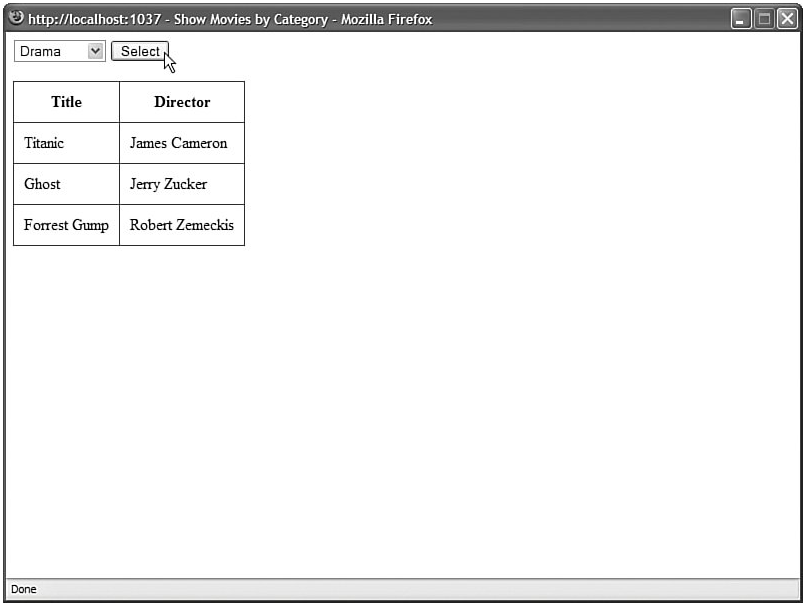 http://localhost:1037 - Show Movies by Category - Mozilla Firefox
Drama Select
Title Director
Titanic James Cameron
Ghost Jerry Zucker
Forrest Gump Robert Zemeckis
Done